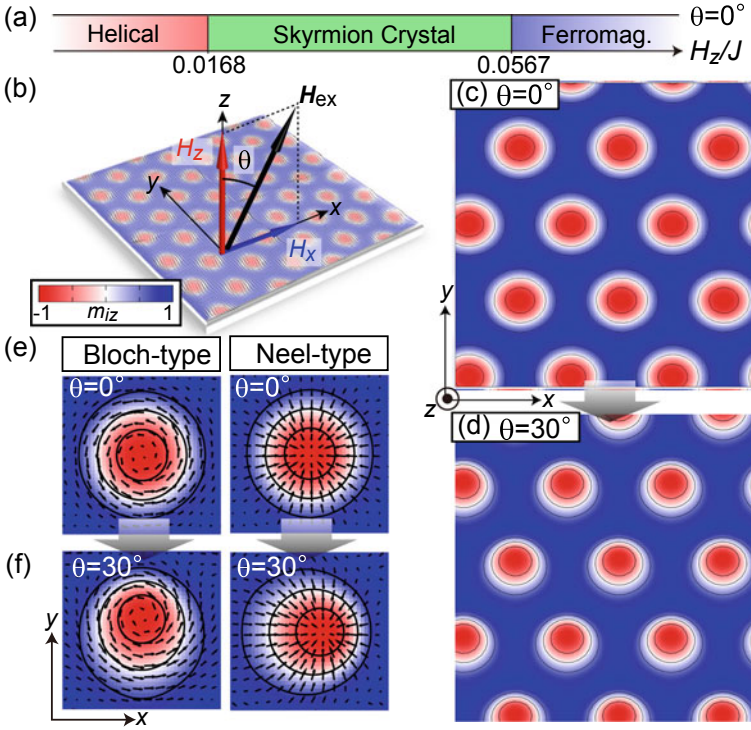 (a)
Helical
Skyrmion Crystal
Ferromag.
θ=0°
0.0168
0.0567
H_z/J
(b)
z
H_ex
H_z
θ
y
x
H_x
-1
m_iz
1
(c) θ=0°
y
z
x
(d) θ=30°
(e)
Bloch-type
Neel-type
θ=0°
θ=0°
(f)
θ=30°
θ=30°
y
x